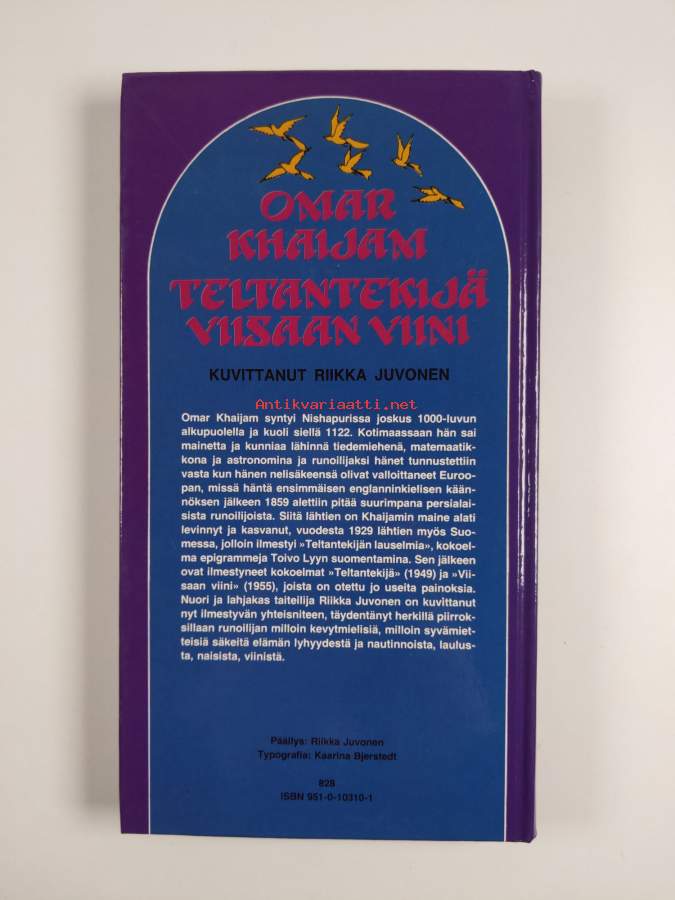 OMAR
KHAIJAM
TELTANTEKIJÄ
VIISAAN VIINI
KUVITTANUT RIIKKA JUVONEN
Antikvariaatti.net
Omar Khaijam syntyi Nishapurissa joskus 1000-luvun
alkupuolella ja kuoli siellä 1122. Kotimaassaan hän sai
mainetta ja kunniaa lähinnä tiedemiehenä, matemaatik-
kona ja astronomina ja runoilijaksi hänet tunnustettiin
vasta kun hänen nelisäkeensä olivat valloittaneet Euroo-
pan, missä häntä ensimmäisen englanninkielisen kään-
nöksen jälkeen 1859 alettiin pitää suurimpana persialai-
sista runoilijoista. Siitä lähtien on Khaijamin maine alati
levinnyt ja kasvanut, vuodesta 1929 lähtien myös Suo-
messa, jolloin ilmestyi »Teltantekijän lauselmia», kokoel-
ma epigrammeja Toivo Lyyn suomentamina. Sen jälkeen
ovat ilmestyneet kokoelmat »Teltantekijä» (1949) ja »Vii-
saan viini» (1955), joista on otettu jo useita painoksia.
Nuori ja lahjakas taiteilija Riikka Juvonen on kuvittanut
nyt ilmestyvän yhteisniteen, täydentänyt herkillä piirrok-
sillaan runoilijan milloin kevytmielisiä, milloin syvämiet-
teisiä säkeitä elämän lyhyydestä ja nautinnoista, laulus-
ta, naisista, viinistä.
Päällys: Riikka Juvonen
Typografia: Kaarina Bjerstedt
828
ISBN 951-0-10310-1